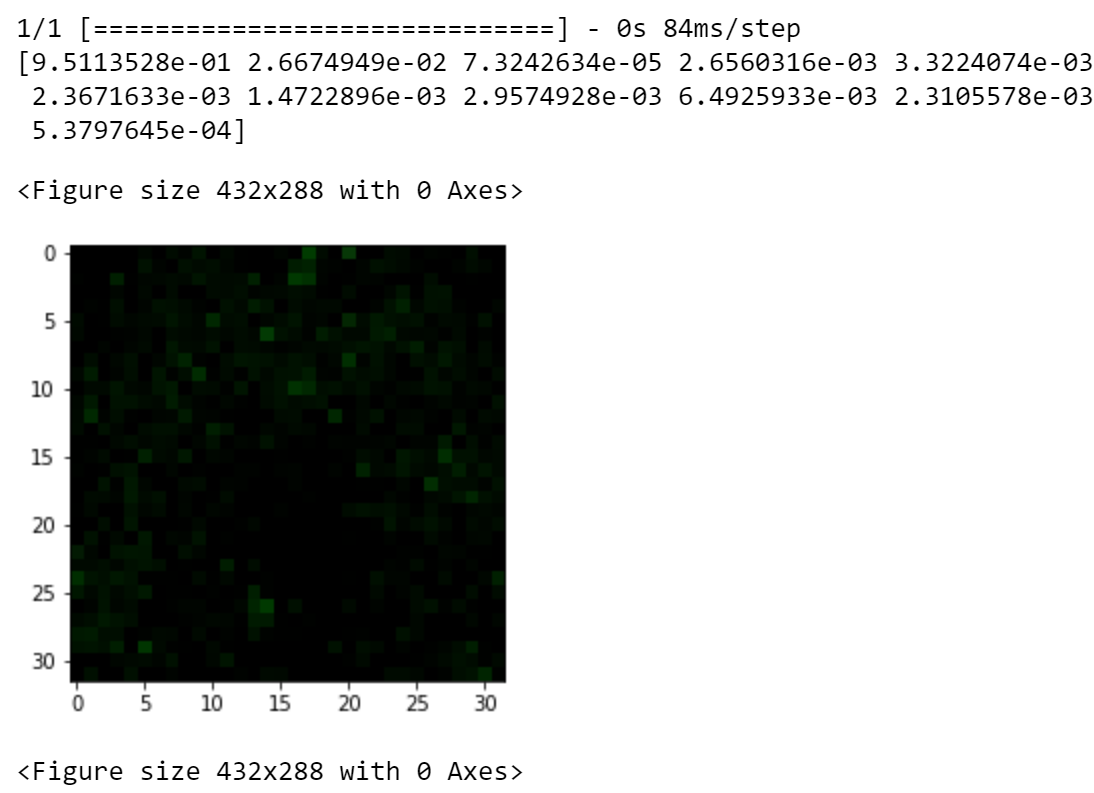 1/1 [==============================] - 0s 84ms/step
[9.5113528e-01 2.6674949e-02 7.3242634e-05 2.6560316e-03 3.3224074e-03
2.3671633e-03 1.4722896e-03 2.9574928e-03 6.4925933e-03 2.3105578e-03
5.3797645e-04]
<Figure size 432x288 with 0 Axes>
0
5
10
15
20
25
30
0 5 10 15 20 25 30
<Figure size 432x288 with 0 Axes>